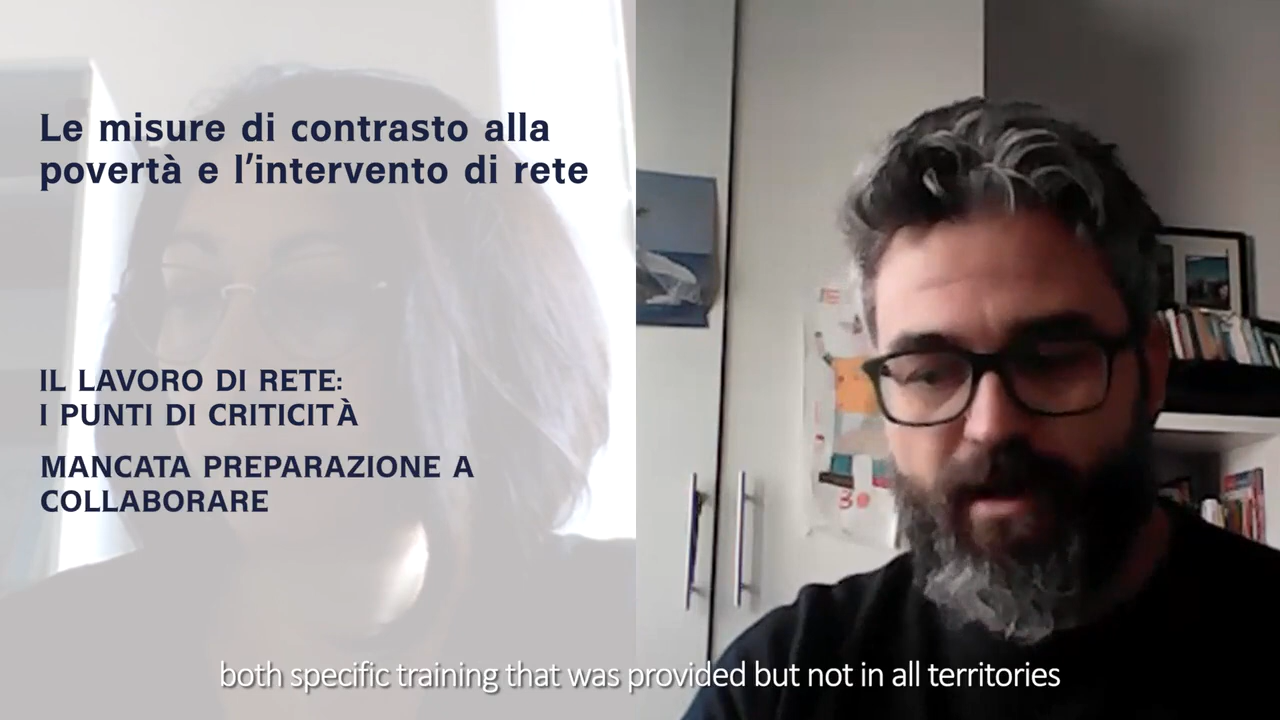 Le misure di contrasto alla
povertà e l'intervento di rete
IL LAVORO DI RETE:
I PUNTI DI CRITICITÀ
MANCATA PREPARAZIONE A
COLLABORARE
30
both specific training that was provided but not in all territories